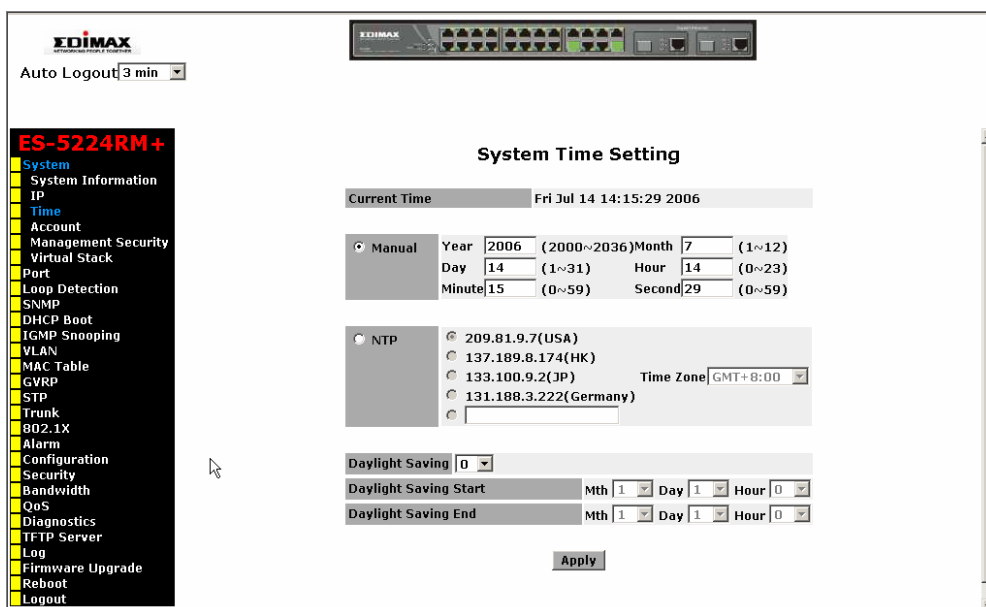 EDIMAX
NETWORKING PEOPLE TOGETHER
Auto Logout 3 min
EDIMAX
ES-5224RM+
System
System Information
IP
Time
Account
Management Security
Virtual Stack
Port
Loop Detection
SNMP
DHCP Boot
IGMP Snooping
VLAN
MAC Table
GVRP
STP
Trunk
802.1X
Alarm
Configuration
Security
Bandwidth
QoS
Diagnostics
TFTP Server
Log
Firmware Upgrade
Reboot
Logout
System Time Setting
Current Time Fri Jul 14 14:15:29 2006
Manual Year 2006 (2000~2036) Month 7 (1~12)
Day 14 (1~31) Hour 14 (0~23)
Minute 15 (0~59) Second 29 (0~59)
NTP 209.81.9.7(USA)
137.189.8.174(HK)
133.100.9.2(JP) Time Zone GMT+8:00
131.188.3.222(Germany)
Daylight Saving 0
Daylight Saving Start Mth 1 Day 1 Hour 0
Daylight Saving End Mth 1 Day 1 Hour 0
Apply